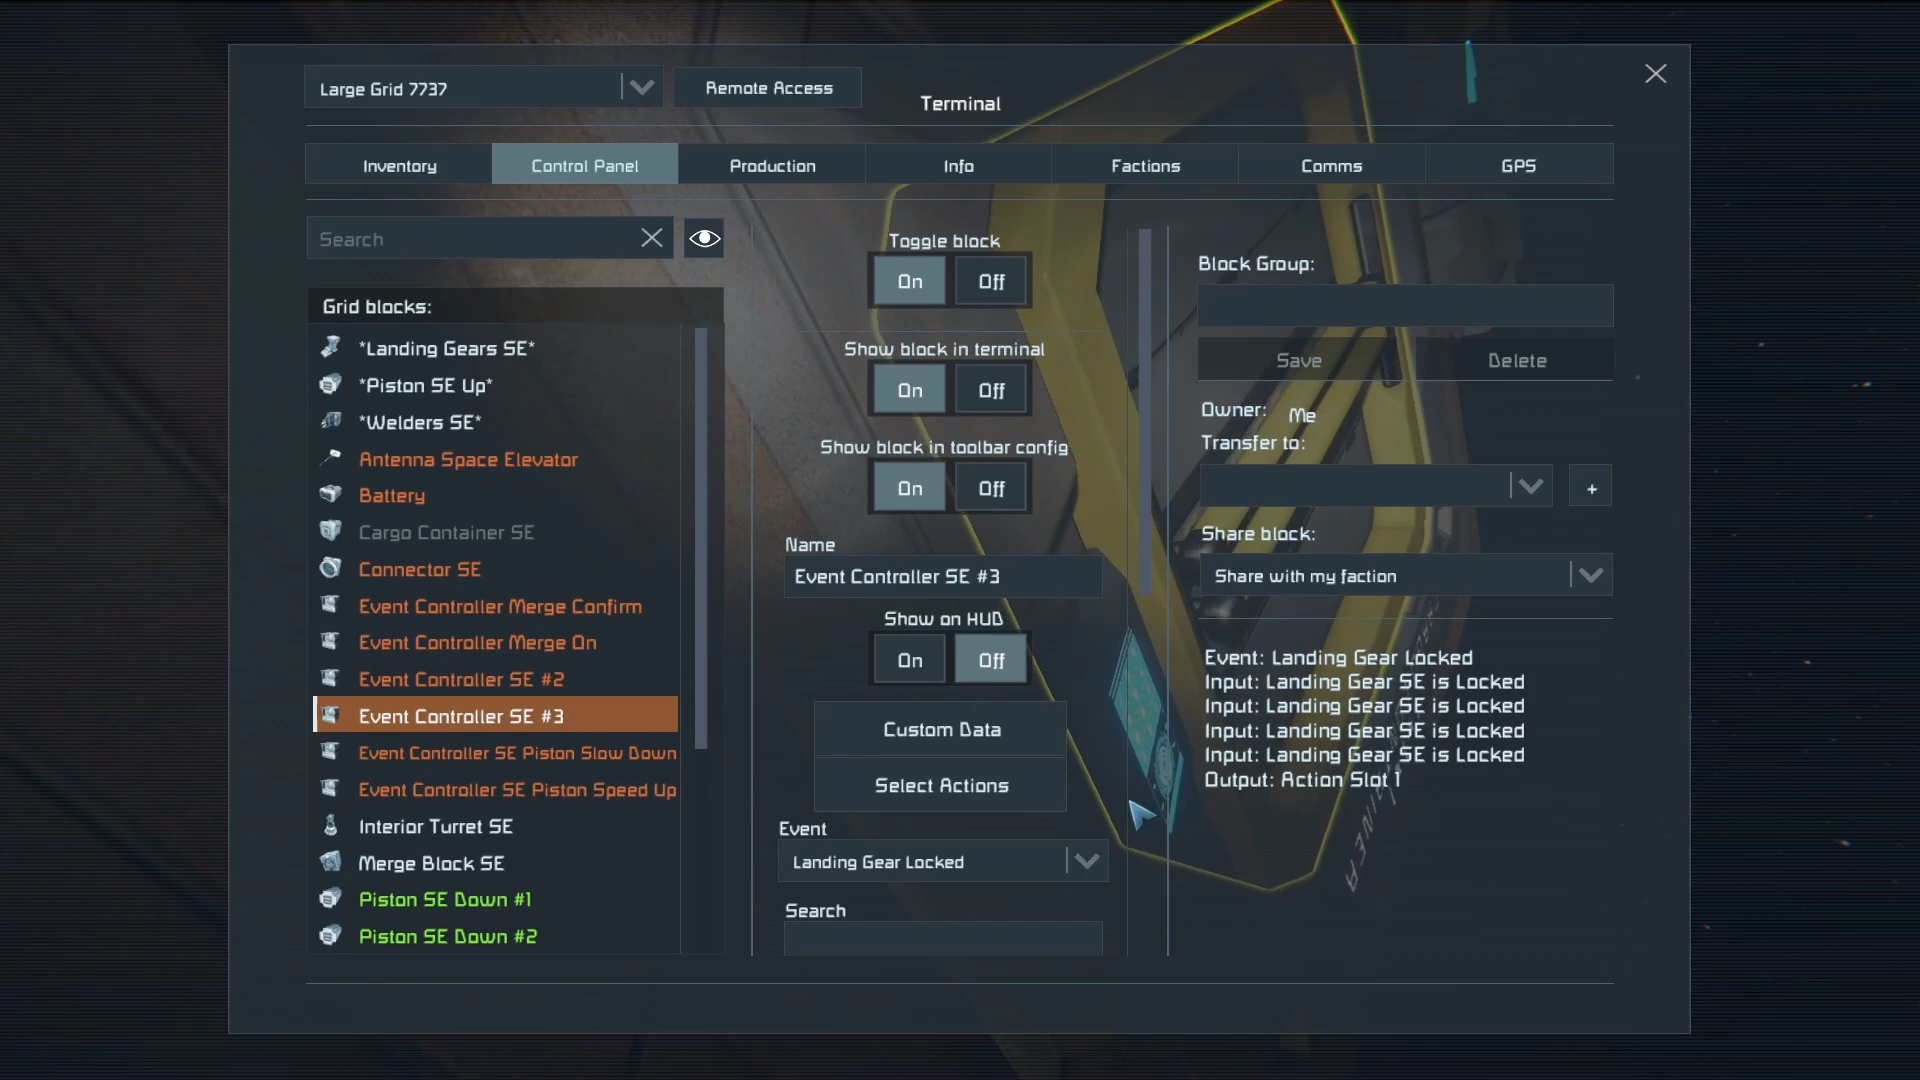 Large Grid 7737
Remote Access
Terminal
Inventory
Control Panel
Production
Info
Factions
Comms
GPS
Search
Grid blocks:
*Landing Gears SE*
*Piston SE Up*
*Welders SE*
Antenna Space Elevator
Battery
Cargo Container SE
Connector SE
Event Controller Merge Confirm
Event Controller Merge On
Event Controller SE #2
Event Controller SE #3
Event Controller SE Piston Slow Down
Event Controller SE Piston Speed Up
Interior Turret SE
Merge Block SE
Piston SE Down #1
Piston SE Down #2
Toggle block
On Off
Show block in terminal
On Off
Show block in toolbar config
On Off
Name
Event Controller SE #3
Show on HUD
On Off
Custom Data
Select Actions
Event
Landing Gear Locked
Search
Block Group:
Save
Delete
Owner: Me
Transfer to:
+
Share block:
Share with my faction
Event: Landing Gear Locked
Input: Landing Gear SE is Locked
Input: Landing Gear SE is Locked
Input: Landing Gear SE is Locked
Input: Landing Gear SE is Locked
Output: Action Slot 1